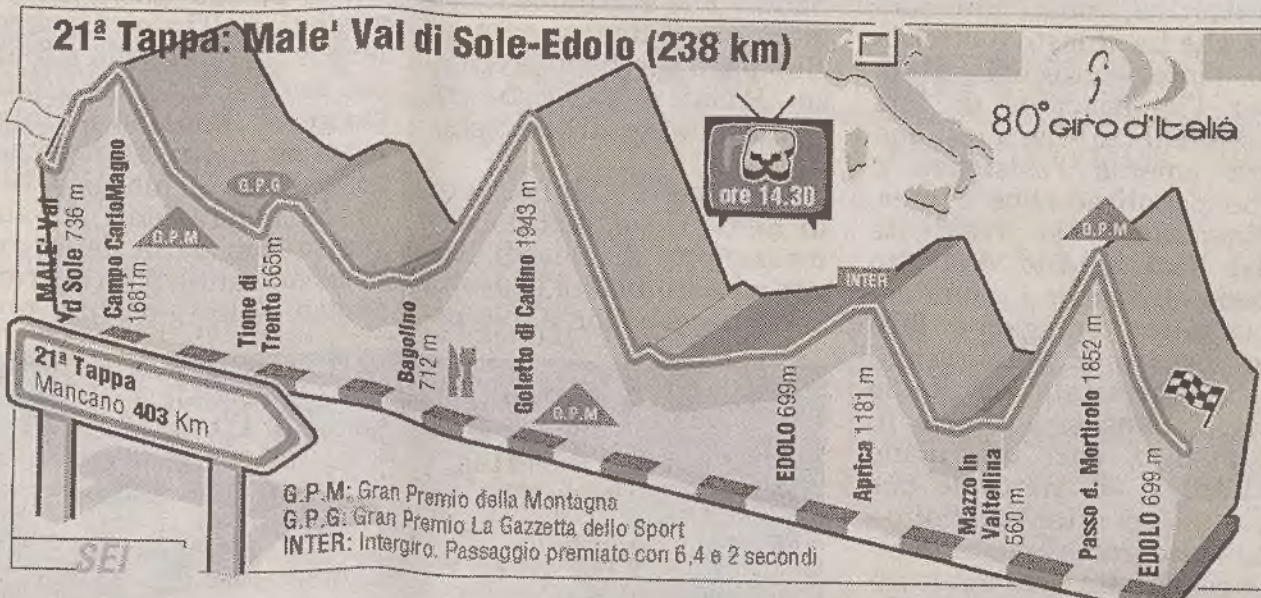 21ª Tappa: Male' Val di Sole-Edolo (238 km)
80° Giro d'Italia
ore 14.30
MALE' Val
d Sole 736 m
Campo CarloMagno
1681m
G.P.M
G.P.G
Tione di
Trento 565m
Bagolino
712 m
Goletto di Cadino 1943 m
G.P.M
EDOLO 699m
INTER
Aprica 1181 m
Mazzo in
Valtellina
560 m
G.P.M
Passo d. Mortirolo 1852 m
EDOLO 699 m
21ª Tappa
Mancano 403 Km
G.P.M: Gran Premio della Montagna
G.P.G: Gran Premio La Gazzetta dello Sport
INTER: Intergiro. Passaggio premiato con 6,4 e 2 secondi
SEI